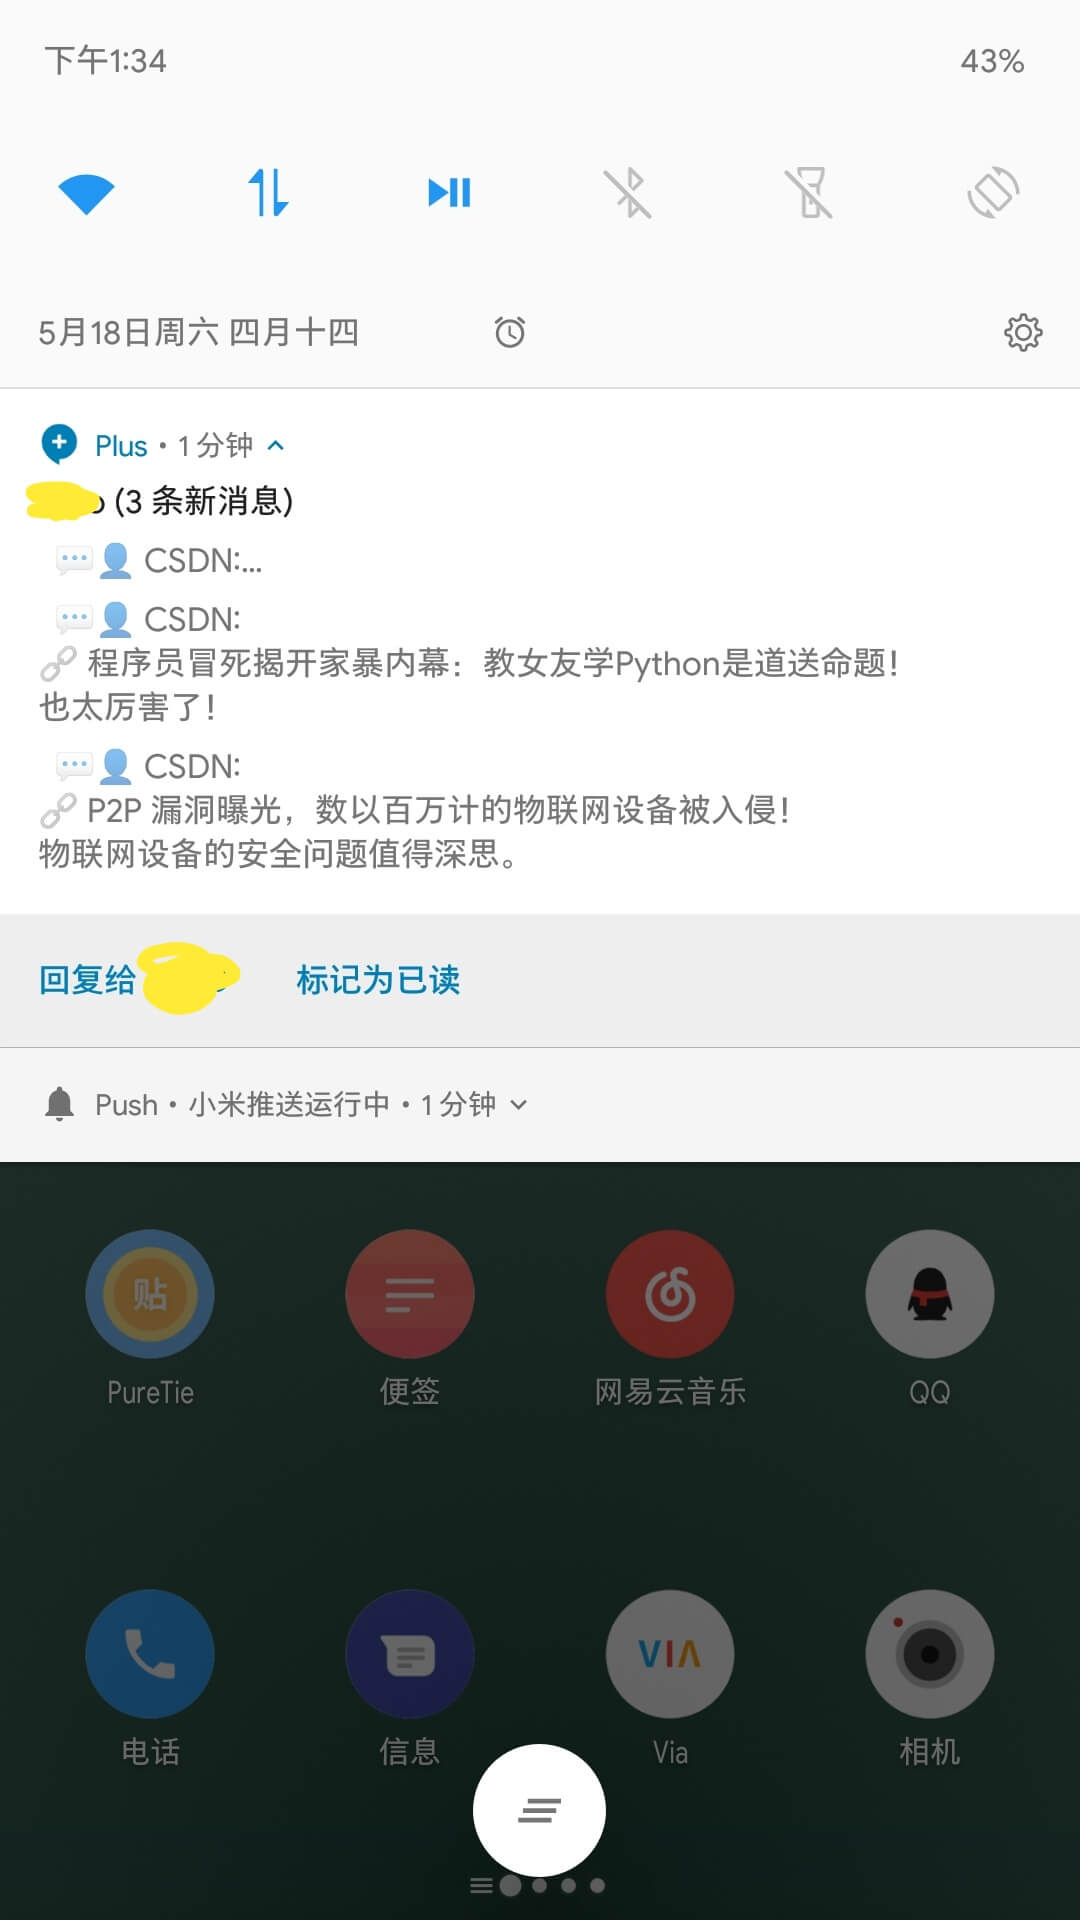 下午1:34
43%
5月18日周六 四月十四
Plus • 1 分钟
(3 条新消息)
CSDN:...
CSDN:
程序员冒死揭开家暴内幕：教女友学Python是道送命题！
也太厉害了！
CSDN:
P2P 漏洞曝光，数以百万计的物联网设备被入侵！
物联网设备的安全问题值得深思。
回复给
标记为已读
Push • 小米推送运行中 • 1 分钟
贴
PureTie
便签
网易云音乐
QQ
VIA
电话
信息
Via
相机